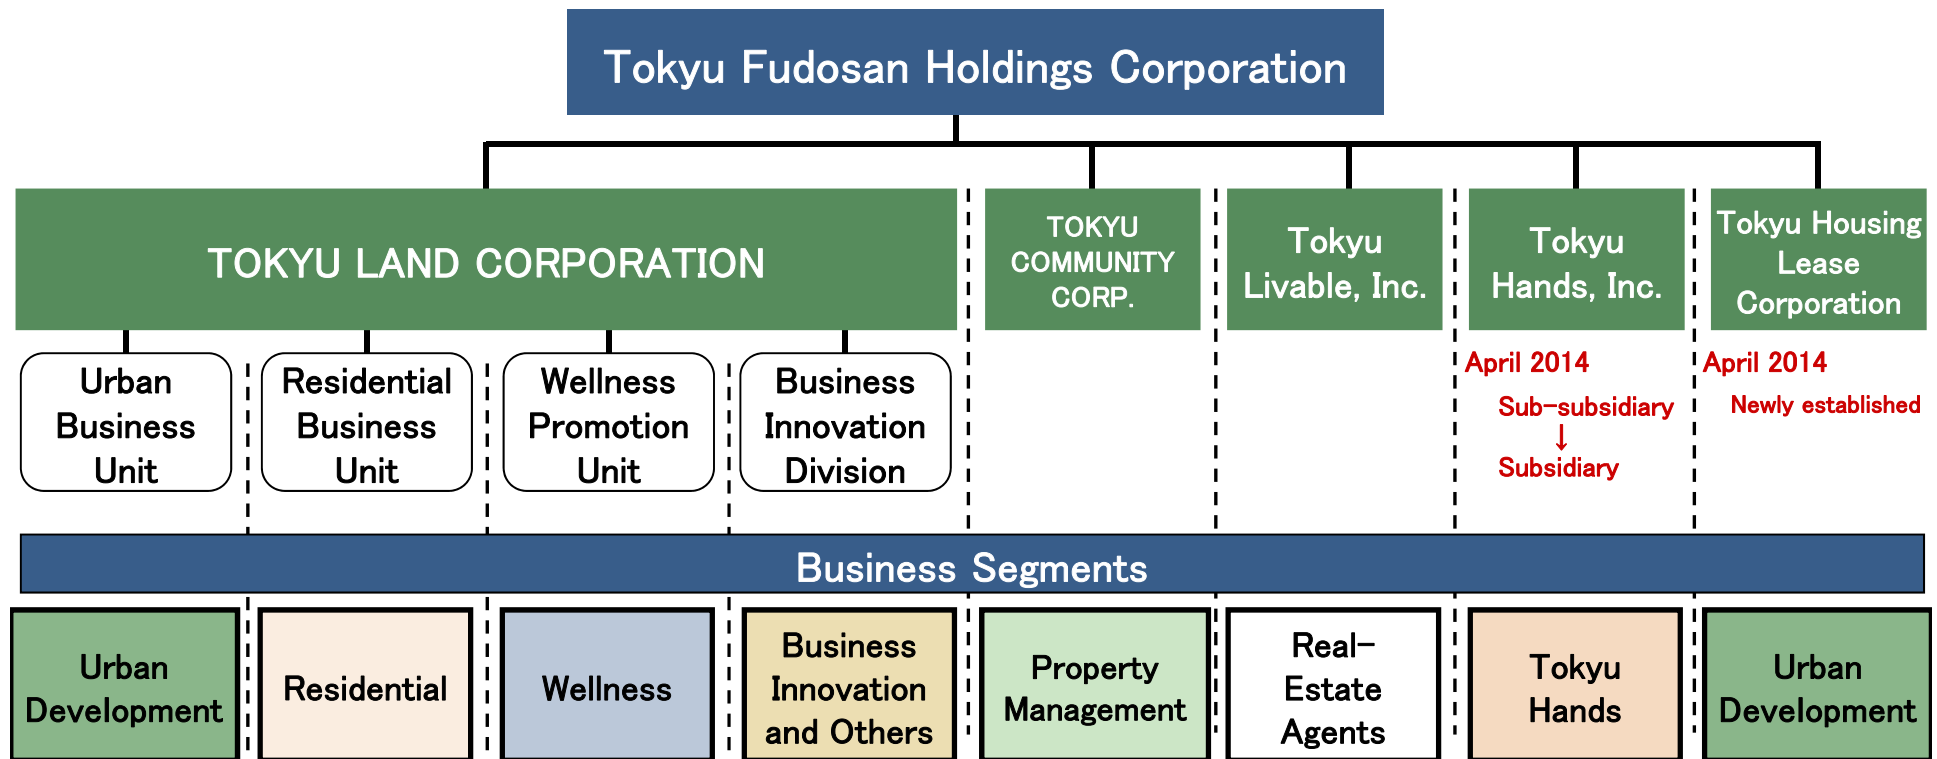 Tokyu Fudosan Holdings Corporation
TOKYU LAND CORPORATION
TOKYU
COMMUNITY
CORP.
Tokyu
Livable, Inc.
Tokyu
Hands, Inc.
Tokyu Housing
Lease
Corporation
Urban
Business
Unit
Residential
Business
Unit
Wellness
Promotion
Unit
Business
Innovation
Division
April 2014
Sub-subsidiary
↓
Subsidiary
April 2014
Newly established
Business Segments
Urban
Development
Residential
Wellness
Business
Innovation
and Others
Property
Management
Real-
Estate
Agents
Tokyu
Hands
Urban
Development